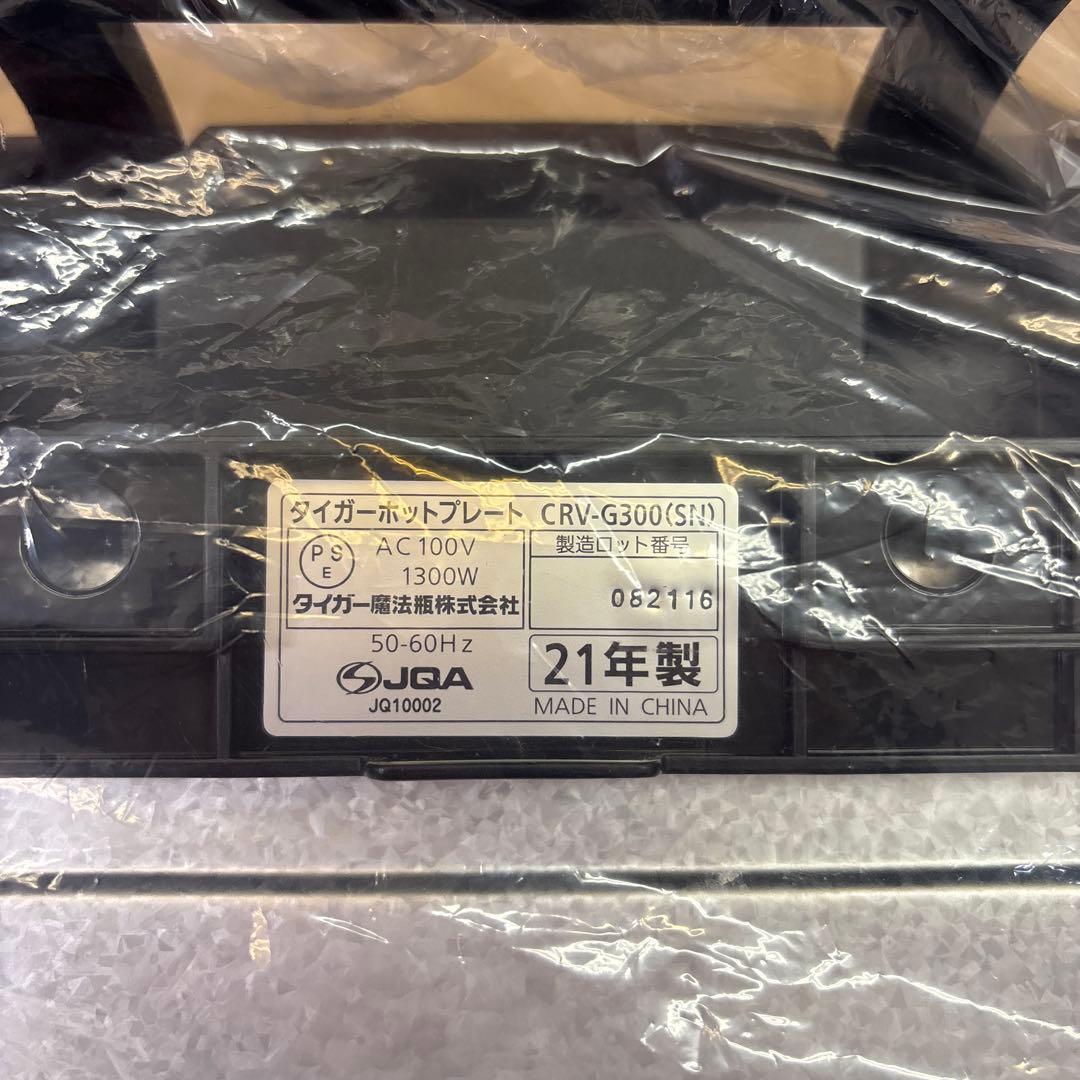 タイガーホットプレート CRV-G300(SN)
PS
E
AC100V
1300W
タイガー魔法瓶株式会社
製造ロット番号
082116
50-60Hz
JQA
JQ10002
21年製
MADE IN CHINA